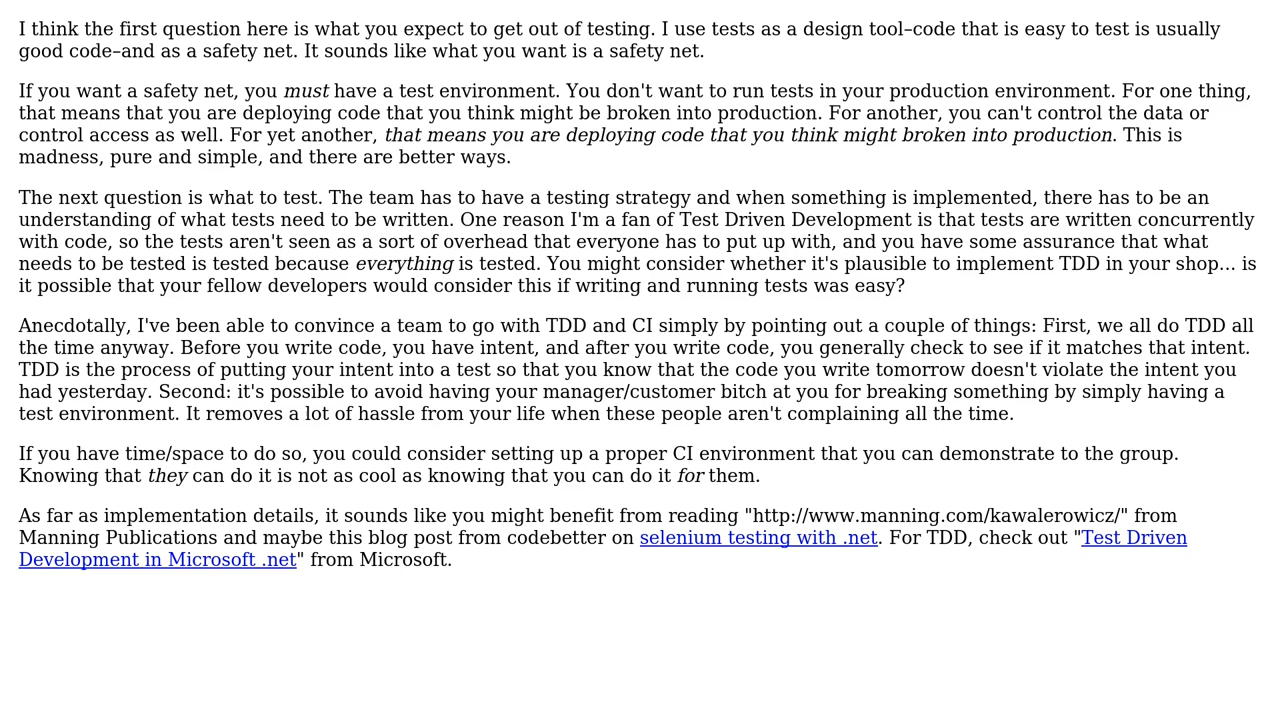 I think the first question here is what you expect to get out of testing. I use tests as a design tool–code that is easy to test is usually
good code–and as a safety net. It sounds like what you want is a safety net.
If you want a safety net, you must have a test environment. You don't want to run tests in your production environment. For one thing,
that means that you are deploying code that you think might be broken into production. For another, you can't control the data or
control access as well. For yet another, that means you are deploying code that you think might broken into production. This is
madness, pure and simple, and there are better ways.
The next question is what to test. The team has to have a testing strategy and when something is implemented, there has to be an
understanding of what tests need to be written. One reason I'm a fan of Test Driven Development is that tests are written concurrently
with code, so the tests aren't seen as a sort of overhead that everyone has to put up with, and you have some assurance that what
needs to be tested is tested because everything is tested. You might consider whether it's plausible to implement TDD in your shop... is
it possible that your fellow developers would consider this if writing and running tests was easy?
Anecdotally, I've been able to convince a team to go with TDD and CI simply by pointing out a couple of things: First, we all do TDD all
the time anyway. Before you write code, you have intent, and after you write code, you generally check to see if it matches that intent.
TDD is the process of putting your intent into a test so that you know that the code you write tomorrow doesn't violate the intent you
had yesterday. Second: it's possible to avoid having your manager/customer bitch at you for breaking something by simply having a
test environment. It removes a lot of hassle from your life when these people aren't complaining all the time.
If you have time/space to do so, you could consider setting up a proper CI environment that you can demonstrate to the group.
Knowing that they can do it is not as cool as knowing that you can do it for them.
As far as implementation details, it sounds like you might benefit from reading "http://www.manning.com/kawalerowicz/" from
Manning Publications and maybe this blog post from codebetter on selenium testing with .net. For TDD, check out "Test Driven
Development in Microsoft .net" from Microsoft.